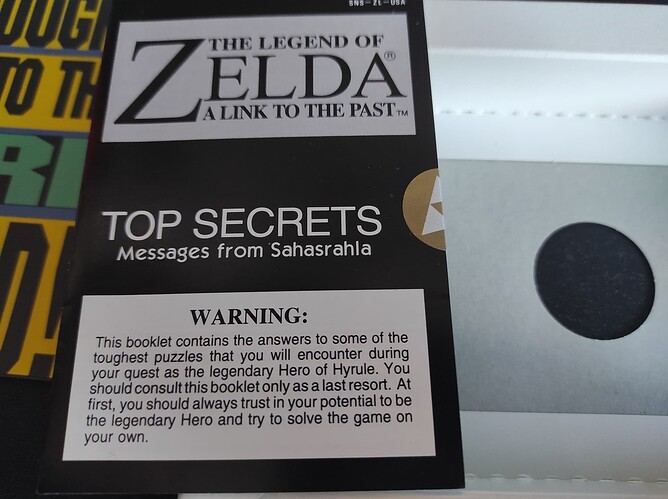 SNS-ZL-USA
THE LEGEND OF
ZELDA®
A LINK TO THE PAST™
TOP SECRETS
Messages from Sahasrahla
WARNING:
This booklet contains the answers to some of the
toughest puzzles that you will encounter during
your quest as the legendary Hero of Hyrule. You
should consult this booklet only as a last resort. At
first, you should always trust in your potential to be
the legendary Hero and try to solve the game on
your own.
TO TH